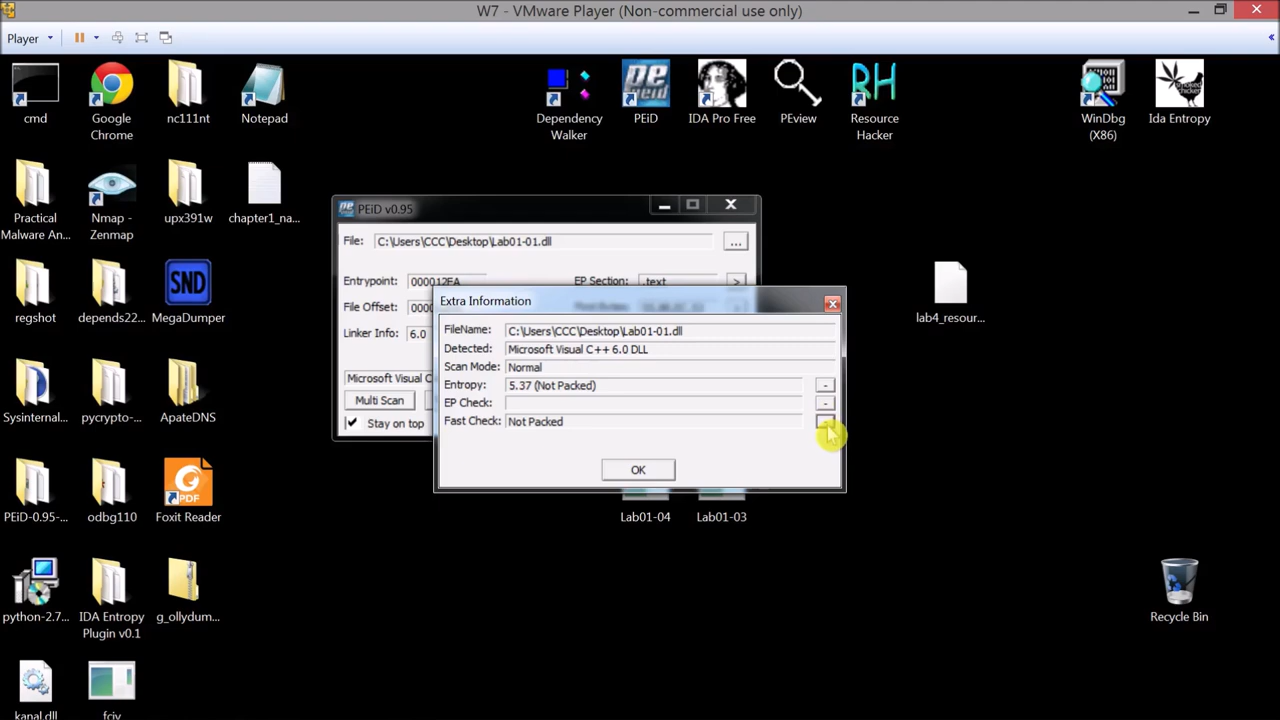 W7 - VMware Player (Non-commercial use only)
Player
cmd
Google
Chrome
nc111nt
Notepad
Dependency
Walker
PEiD
IDA Pro Free
PEview
Resource
Hacker
WinDbg
(X86)
Ida Entropy
Practical
Malware An...
Nmap -
Zenmap
upx391w
chapter1_na...
regshot
depends22...
MegaDumper
SND
lab4_resour...
Sysinternal...
pycrypto-...
ApateDNS
PEiD-0.95-...
odbg110
Foxit Reader
PDF
python-2.7...
IDA Entropy
Plugin v0.1
g_ollydum...
kanal.dll
fciv
Lab01-04
Lab01-03
Recycle Bin
PEiD v0.95
File: C:\Users\CCC\Desktop\Lab01-01.dll
...
Entrypoint: 000012EA
EP Section: .text
>
File Offset: 0000
Linker Info: 6.0
Microsoft Visual C
Multi Scan
Stay on top
Extra Information
FileName: C:\Users\CCC\Desktop\Lab01-01.dll
Detected: Microsoft Visual C++ 6.0 DLL
Scan Mode: Normal
Entropy: 5.37 (Not Packed) -
EP Check: -
Fast Check: Not Packed
OK